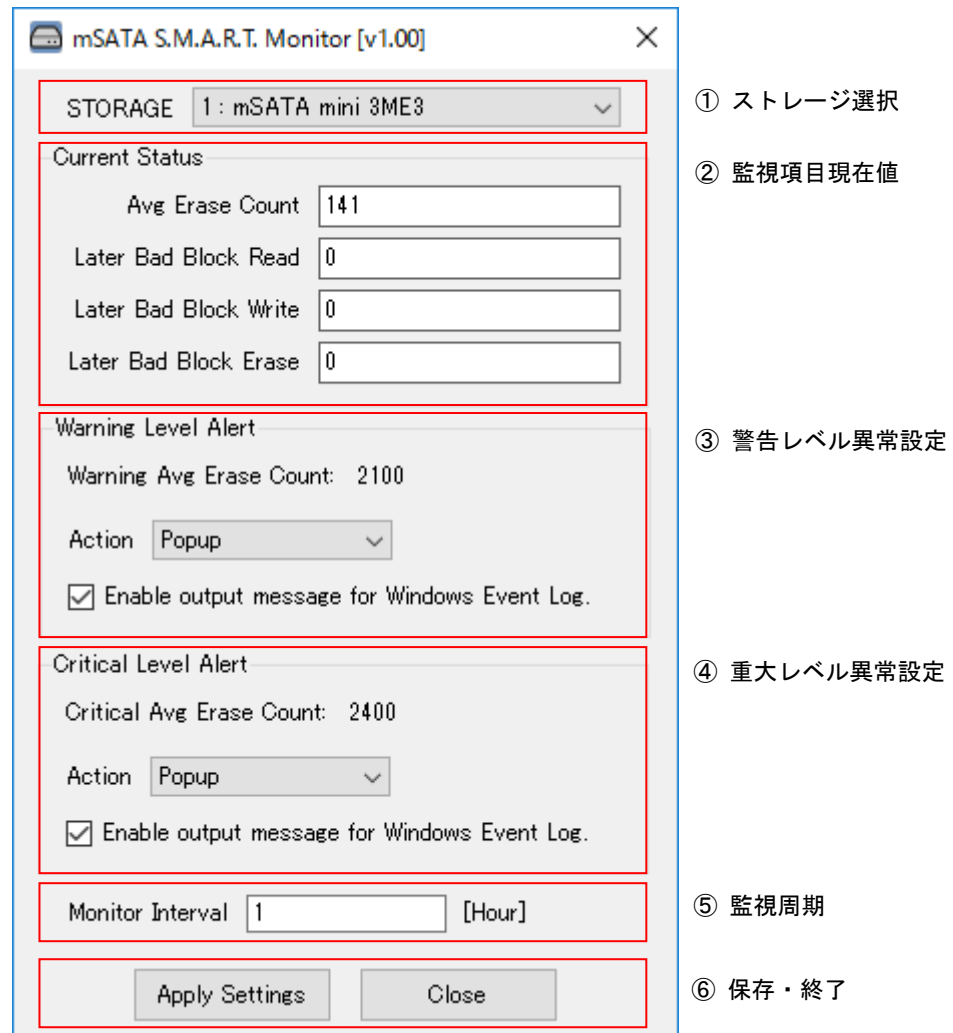 mSATA S.M.A.R.T. Monitor [v1.00]
STORAGE 1 : mSATA mini 3ME3
① ストレージ選択
Current Status
② 監視項目現在値
Avg Erase Count 141
Later Bad Block Read 0
Later Bad Block Write 0
Later Bad Block Erase 0
Warning Level Alert
③ 警告レベル異常設定
Warning Avg Erase Count: 2100
Action Popup
Enable output message for Windows Event Log.
Critical Level Alert
④ 重大レベル異常設定
Critical Avg Erase Count: 2400
Action Popup
Enable output message for Windows Event Log.
Monitor Interval 1 [Hour]
⑤ 監視周期
Apply Settings Close
⑥ 保存・終了